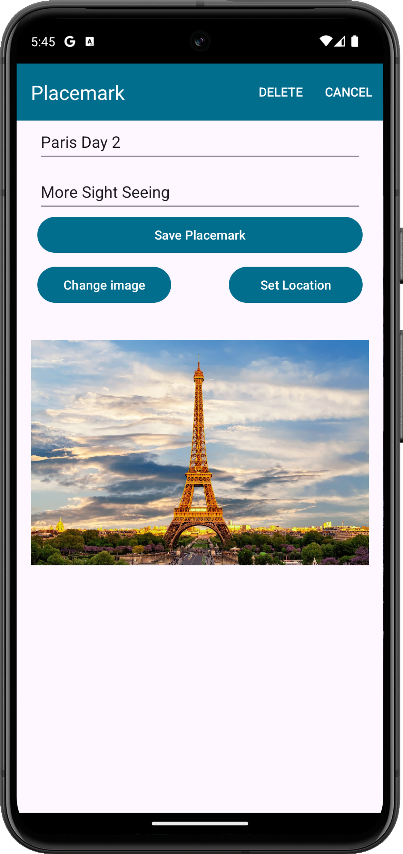 5:45 G A
Placemark DELETE CANCEL
Paris Day 2
More Sight Seeing
Save Placemark
Change image Set Location